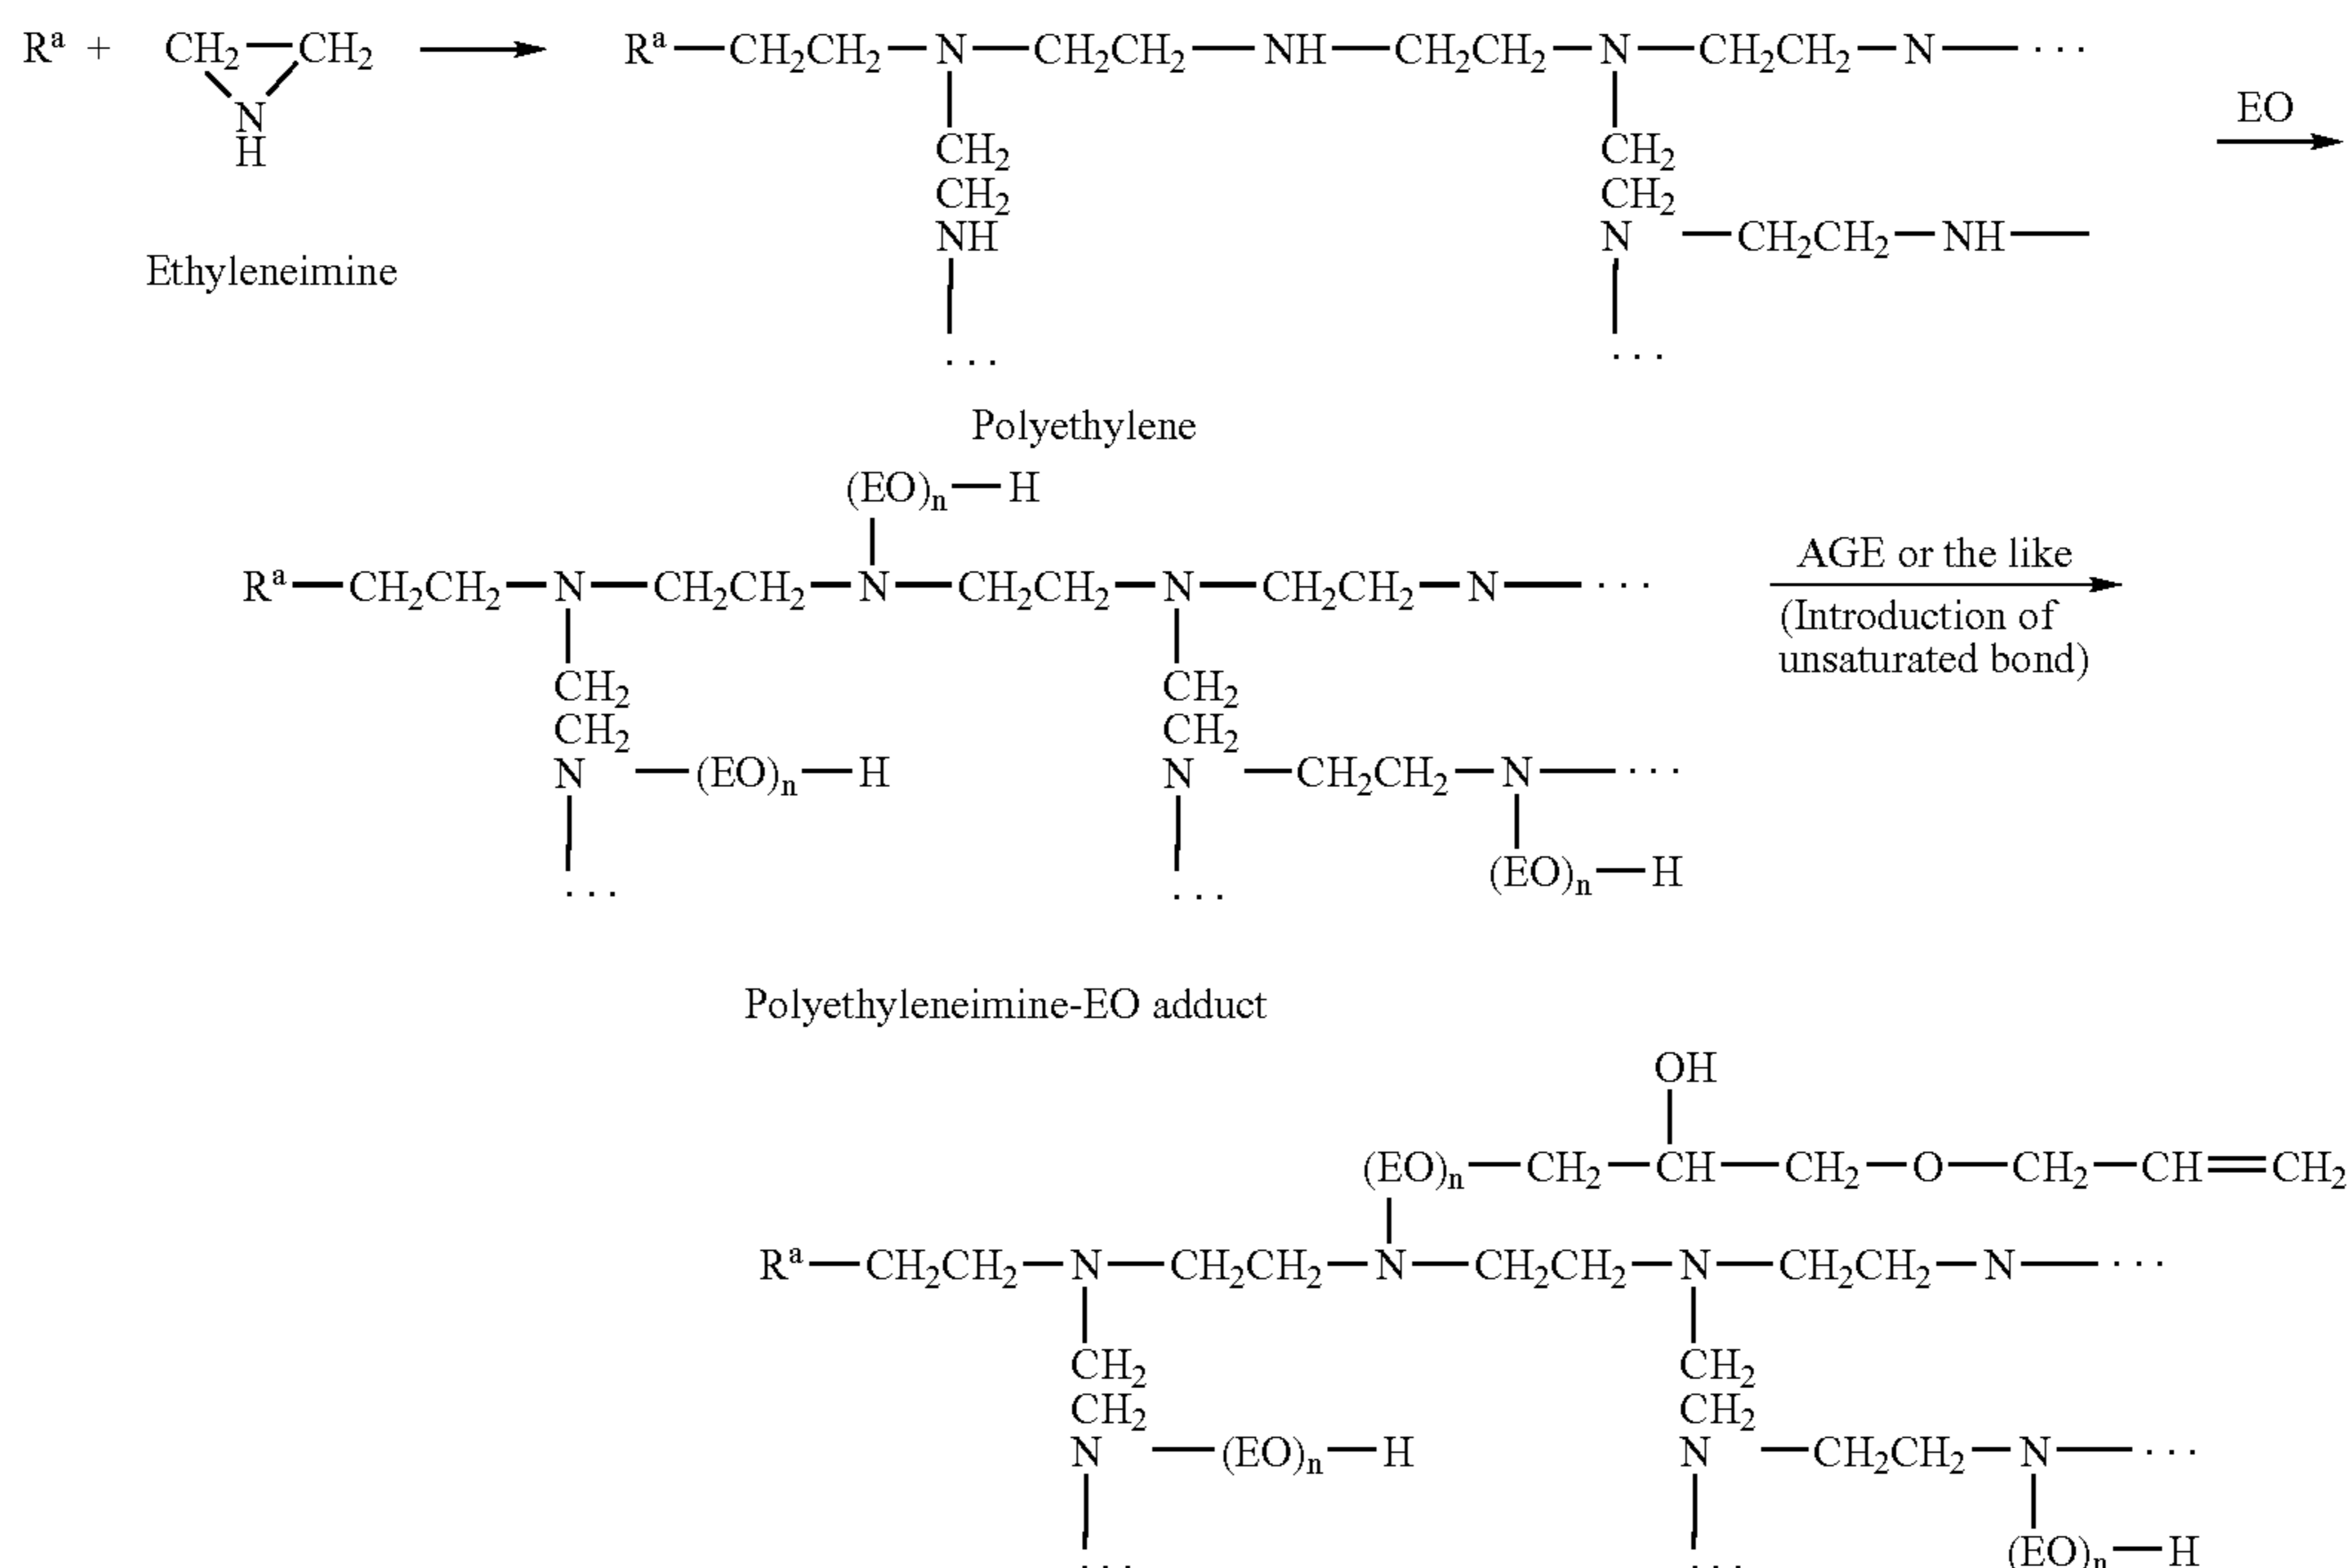 Rᵃ + CH₂—CH₂ → Rᵃ—CH₂CH₂—N—CH₂CH₂—NH—CH₂CH₂—N—CH₂CH₂—N— ···
N
H
EO
CH₂ CH₂
CH₂ CH₂
NH N—CH₂CH₂—NH—
Ethyleneimine
··· ···
Polyethylene
(EO)ₙ—H
Rᵃ—CH₂CH₂—N—CH₂CH₂—N—CH₂CH₂—N—CH₂CH₂—N— ···
AGE or the like
(Introduction of
unsaturated bond)
CH₂ CH₂
CH₂ CH₂
N—(EO)ₙ—H N—CH₂CH₂—N— ···
(EO)ₙ—H
··· ···
Polyethyleneimine-EO adduct
OH
(EO)ₙ—CH₂—CH—CH₂—O—CH₂—CH=CH₂
Rᵃ—CH₂CH₂—N—CH₂CH₂—N—CH₂CH₂—N—CH₂CH₂—N— ···
CH₂ CH₂
CH₂ CH₂
N—(EO)ₙ—H N—CH₂CH₂—N— ···
··· ··· (EO)ₙ—H